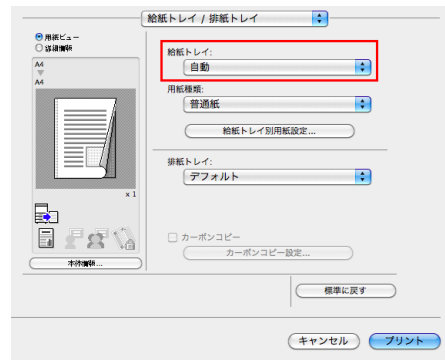 給紙トレイ / 排紙トレイ
用紙ビュー
詳細情報
A4
A4
x 1
本体情報...
給紙トレイ:
自動
用紙種類:
普通紙
給紙トレイ別用紙設定...
排紙トレイ:
デフォルト
カーボンコピー
カーボンコピー設定...
標準に戻す
キャンセル
プリント